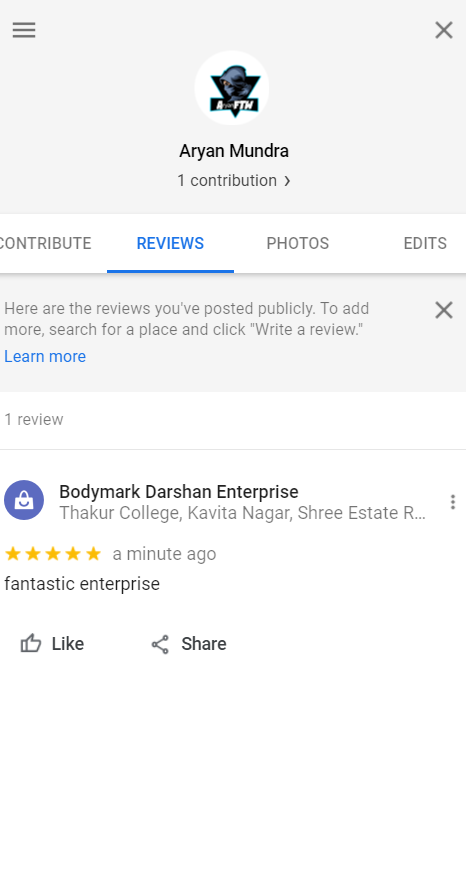 AryanFTW
Aryan Mundra
1 contribution ›
CONTRIBUTE REVIEWS PHOTOS EDITS
Here are the reviews you've posted publicly. To add
more, search for a place and click "Write a review."
Learn more
1 review
Bodymark Darshan Enterprise
Thakur College, Kavita Nagar, Shree Estate R...
a minute ago
fantastic enterprise
Like Share